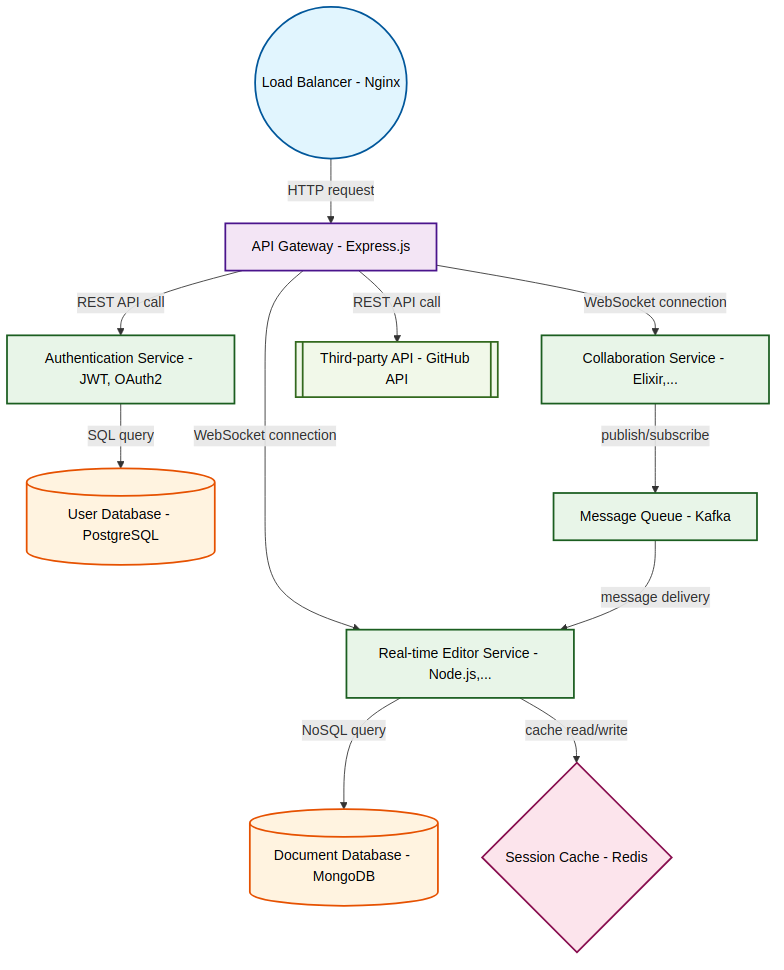 Load Balancer - Nginx
HTTP request
API Gateway - Express.js
REST API call
REST API call
WebSocket connection
Authentication Service -
JWT, OAuth2
Third-party API - GitHub
API
Collaboration Service -
Elixir,...
SQL query
WebSocket connection
publish/subscribe
User Database -
PostgreSQL
Message Queue - Kafka
message delivery
Real-time Editor Service -
Node.js,...
NoSQL query
cache read/write
Document Database -
MongoDB
Session Cache - Redis